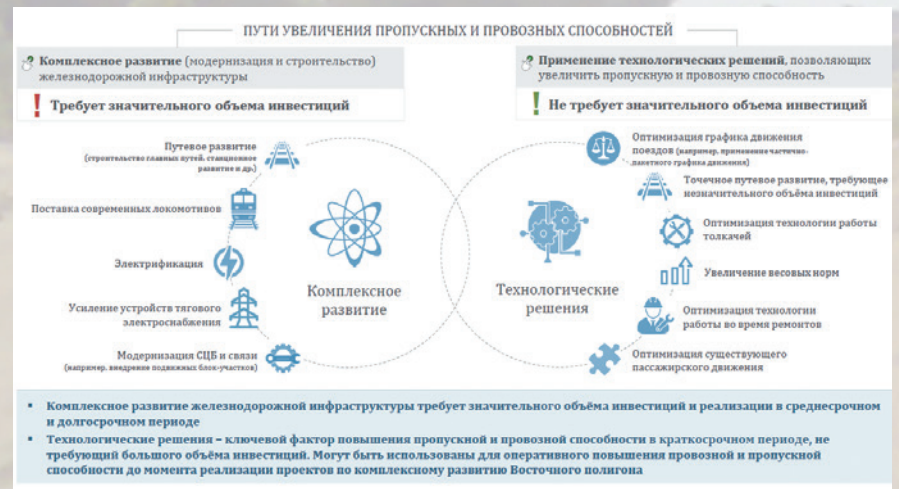 ПУТИ УВЕЛИЧЕНИЯ ПРОПУСКНЫХ И ПРОВОЗНЫХ СПОСОБНОСТЕЙ
Комплексное развитие (модернизация и строительство)
железнодорожной инфраструктуры
! Требует значительного объема инвестиций
Применение технологических решений, позволяющих
увеличить пропускную и провозную способность
! Не требует значительного объема инвестиций
Путевое развитие
(строительство главных путей, станционное
развитие и др.)
Поставка современных локомотивов
Электрификация
Усиление устройств тягового
электроснабжения
Модернизация СЦБ и связи
(например, внедрение подвижных блок-участков)
Комплексное
развитие
Технологические
решения
Оптимизация графика движения
поездов (например, применение частично-
пакетного графика движения)
Точечное путевое развитие, требующее
незначительного объёма инвестиций
Оптимизация технологии работы
толкачей
Увеличение весовых норм
Оптимизация технологии
работы во время ремонтов
Оптимизация существующего
пассажирского движения
▪ Комплексное развитие железнодорожной инфраструктуры требует значительного объёма инвестиций и реализации в среднесрочном
и долгосрочном периоде
▪ Технологические решения – ключевой фактор повышения пропускной и провозной способности в краткосрочном периоде, не
требующий большого объёма инвестиций. Могут быть использованы для оперативного повышения провозной и пропускной
способности до момента реализации проектов по комплексному развитию Восточного полигона